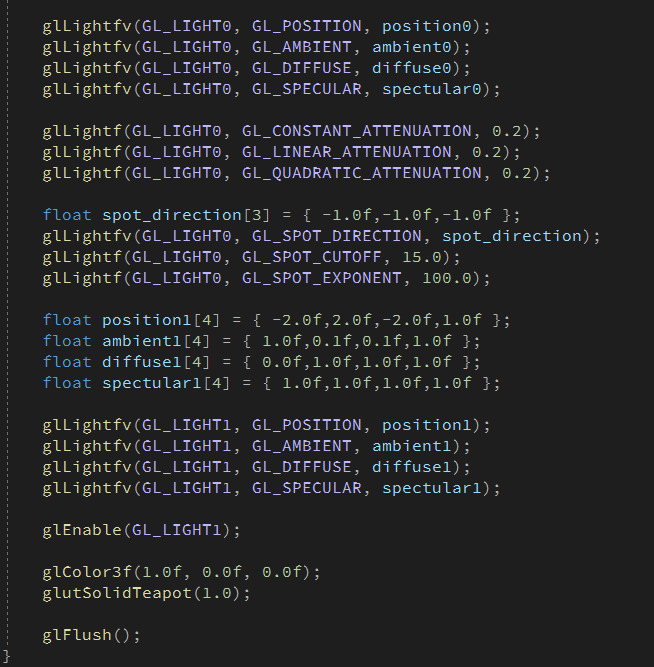 glLightfv(GL_LIGHT0, GL_POSITION, position0);
glLightfv(GL_LIGHT0, GL_AMBIENT, ambient0);
glLightfv(GL_LIGHT0, GL_DIFFUSE, diffuse0);
glLightfv(GL_LIGHT0, GL_SPECULAR, spectular0);
glLightf(GL_LIGHT0, GL_CONSTANT_ATTENUATION, 0.2);
glLightf(GL_LIGHT0, GL_LINEAR_ATTENUATION, 0.2);
glLightf(GL_LIGHT0, GL_QUADRATIC_ATTENUATION, 0.2);
float spot_direction[3] = { -1.0f,-1.0f,-1.0f };
glLightfv(GL_LIGHT0, GL_SPOT_DIRECTION, spot_direction);
glLightf(GL_LIGHT0, GL_SPOT_CUTOFF, 15.0);
glLightf(GL_LIGHT0, GL_SPOT_EXPONENT, 100.0);
float position1[4] = { -2.0f,2.0f,-2.0f,1.0f };
float ambient1[4] = { 1.0f,0.1f,0.1f,1.0f };
float diffuse1[4] = { 0.0f,1.0f,1.0f,1.0f };
float spectular1[4] = { 1.0f,1.0f,1.0f,1.0f };
glLightfv(GL_LIGHT1, GL_POSITION, position1);
glLightfv(GL_LIGHT1, GL_AMBIENT, ambient1);
glLightfv(GL_LIGHT1, GL_DIFFUSE, diffuse1);
glLightfv(GL_LIGHT1, GL_SPECULAR, spectular1);
glEnable(GL_LIGHT1);
glColor3f(1.0f, 0.0f, 0.0f);
glutSolidTeapot(1.0);
glFlush();
}